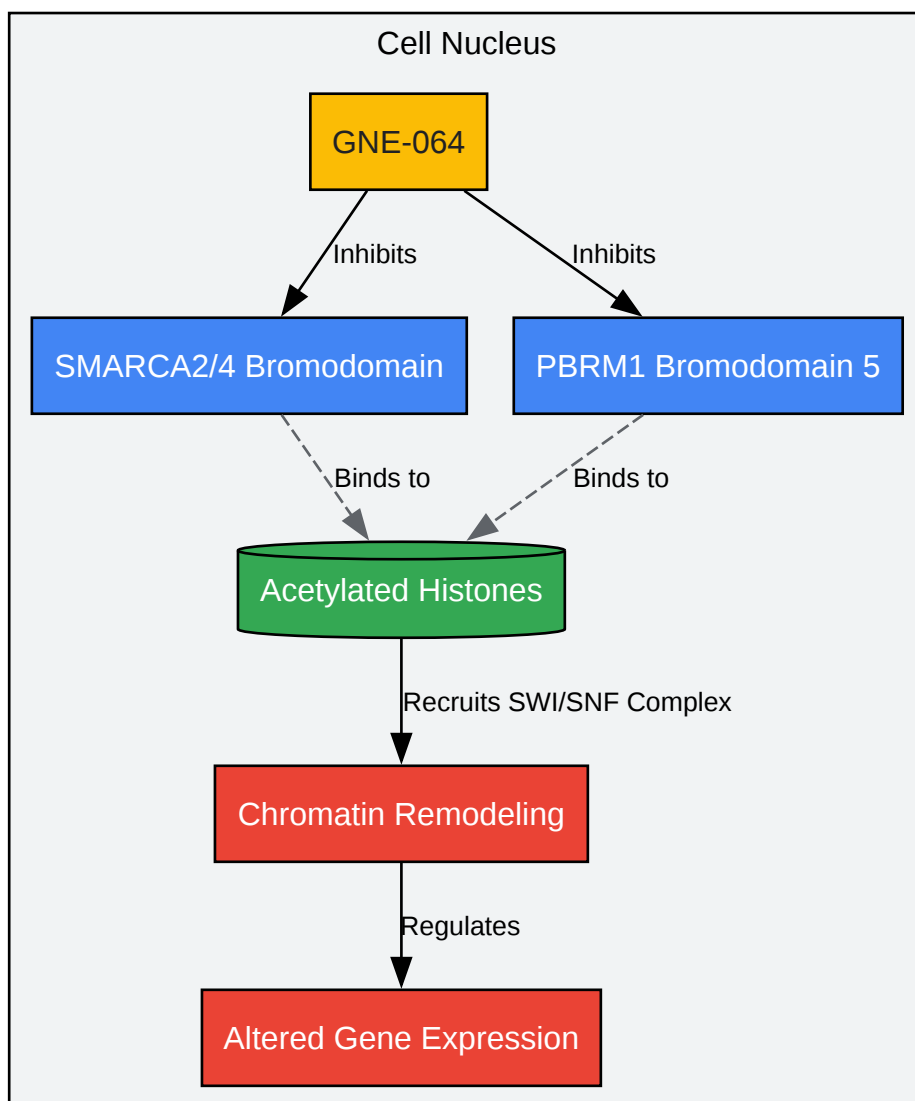 Cell Nucleus
GNE-064
Inhibits
Inhibits
SMARCA2/4 Bromodomain
PBRM1 Bromodomain 5
Binds to
Binds to
Acetylated Histones
Recruits SWI/SNF Complex
Chromatin Remodeling
Regulates
Altered Gene Expression